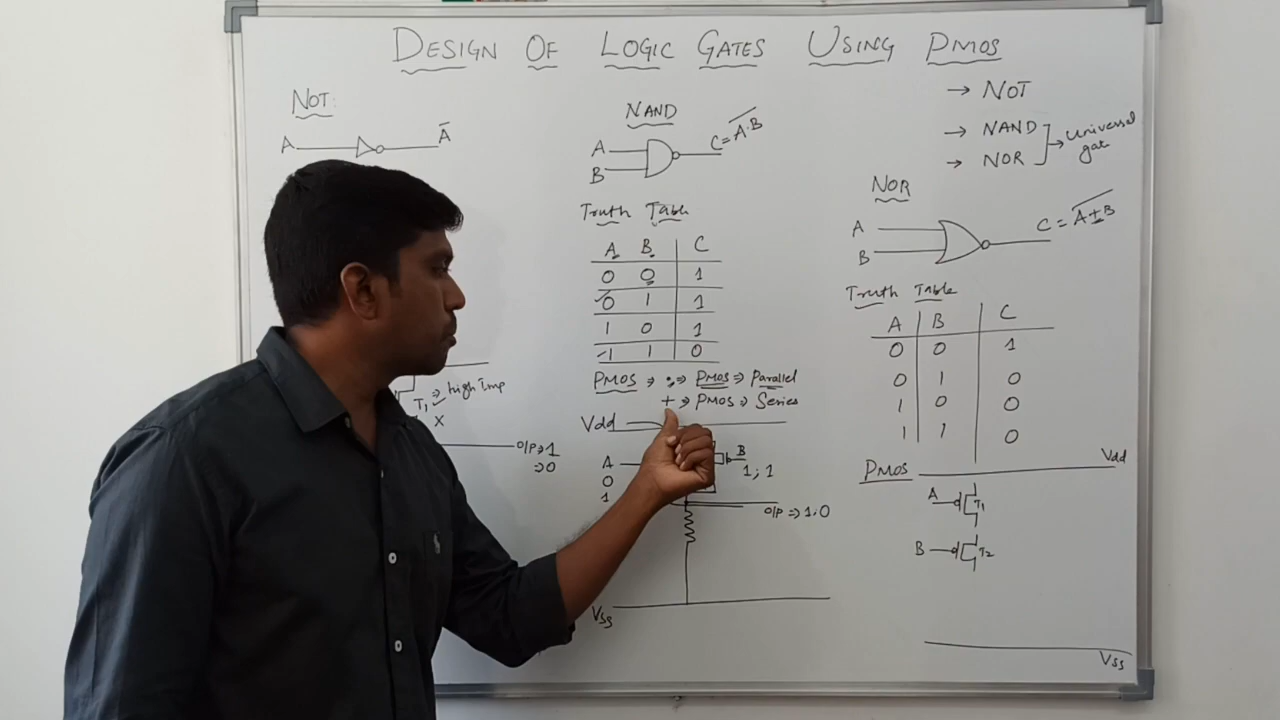 DESIGN OF LOGIC GATES USING PMOS
→ NOT
→ NAND
→ NOR
→ universal gate
NOT:
A Ā
T₁ → high Imp
X
O/P → 1
⇒ 0
NAND
A
B
C = \overline{A·B}
Truth Table
A B C
0 0 1
0 1 1
1 0 1
1 1 0
PMOS ⇒ • ⇒ PMOS ⇒ Parallel
+ ⇒ PMOS ⇒ Series
Vdd
A B
0 1; 1
1
O/P ⇒ 1, 0
Vss
NOR
A
B
C = \overline{A+B}
Truth Table
A B C
0 0 1
0 1 0
1 0 0
1 1 0
PMOS
Vdd
A T₁
B T₂
Vss